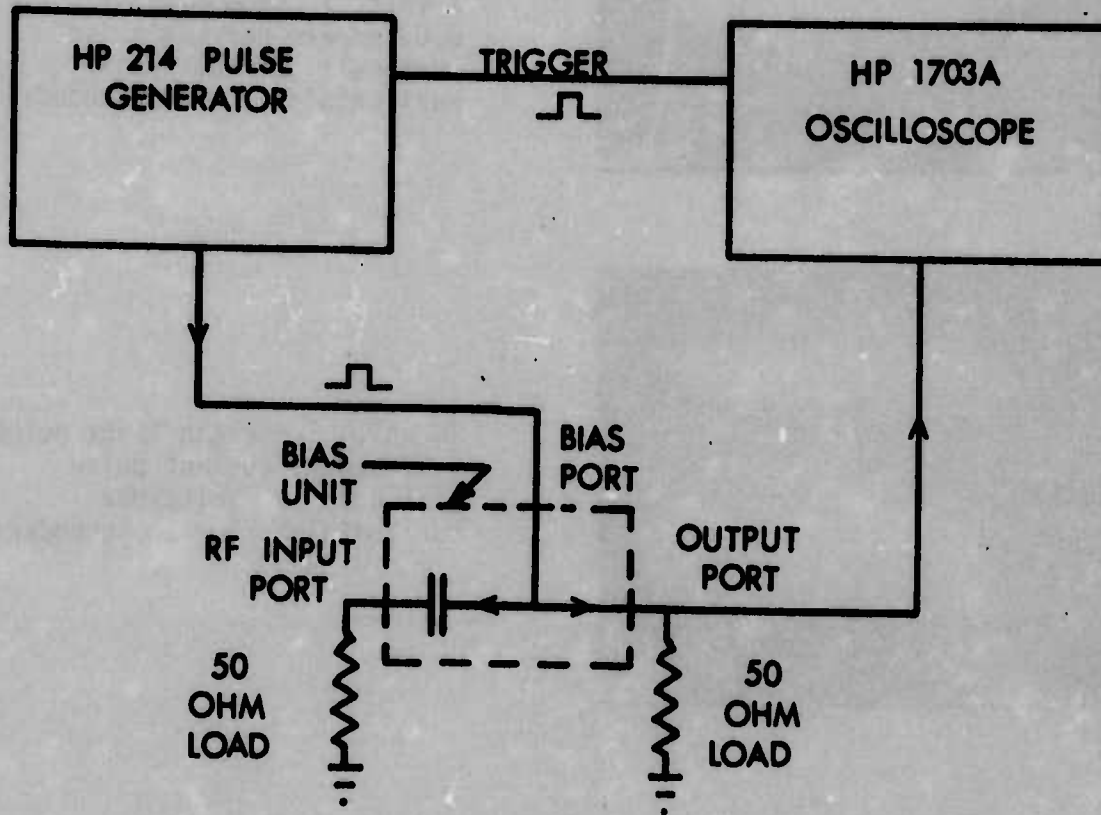 HP 214 PULSE
GENERATOR
TRIGGER
HP 1703A
OSCILLOSCOPE
BIAS
UNIT
BIAS
PORT
RF INPUT
PORT
OUTPUT
PORT
50
OHM
LOAD
50
OHM
LOAD